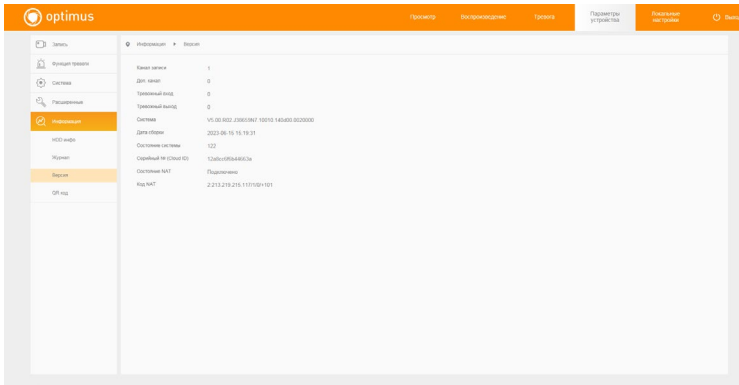 optimus
Просмотр
Воспроизведение
Тревога
Параметры
устройства
Локальные
настройки
Выход
Запись
Функция тревоги
Система
Расширенные
Информация
HDD инфо
Журнал
Версия
QR код
Информация
Версия
Канал записи 1
Доп. канал 0
Тревожный вход 0
Тревожный выход 0
Система
Дата сборки 2023-06-15 15:19:31
Состояние системы 122
Серийный № (Cloud ID)
Состояние NAT Подключено
Код NAT